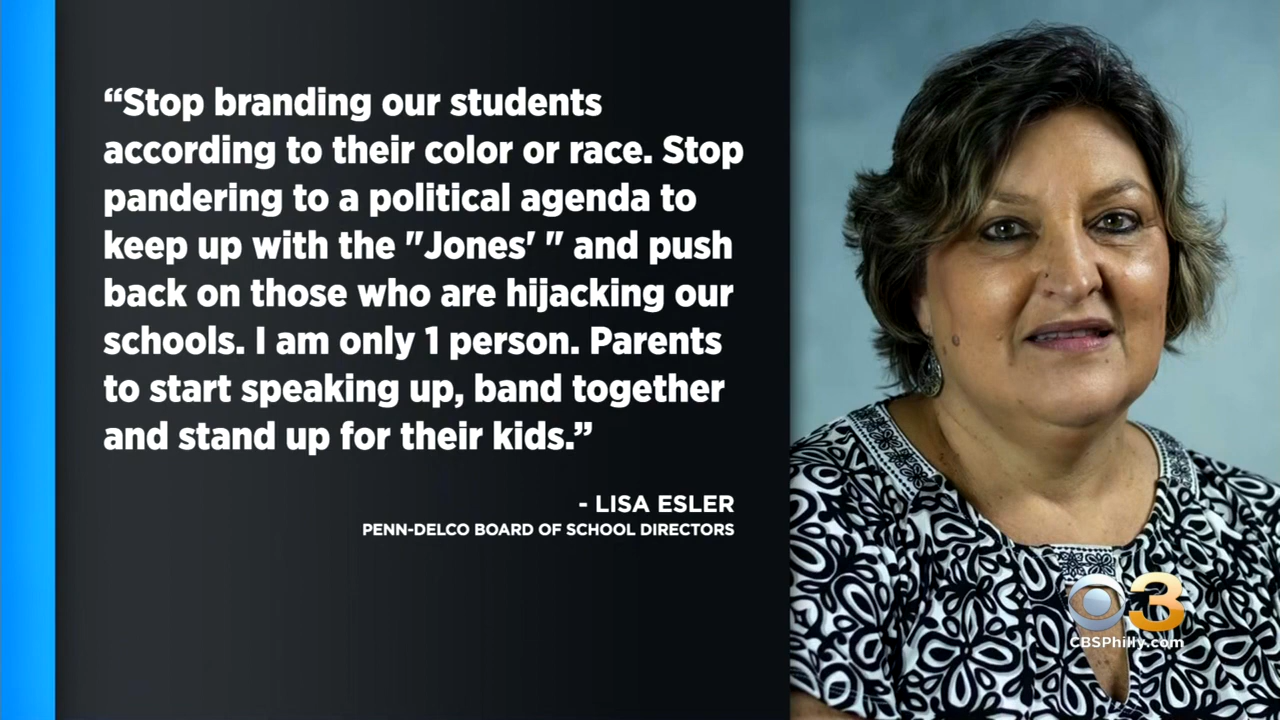 “Stop branding our students
according to their color or race. Stop
pandering to a political agenda to
keep up with the "Jones' " and push
back on those who are hijacking our
schools. I am only 1 person. Parents
to start speaking up, band together
and stand up for their kids.”
- LISA ESLER
PENN-DELCO BOARD OF SCHOOL DIRECTORS
3
CBSPhilly.com